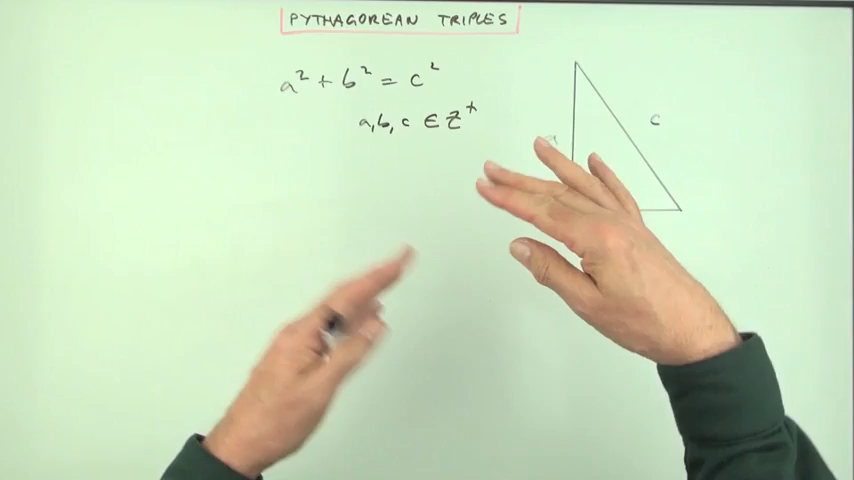 PYTHAGOREAN TRIPLES
a² + b² = c²
a, b, c ∈ Z⁺
c
a